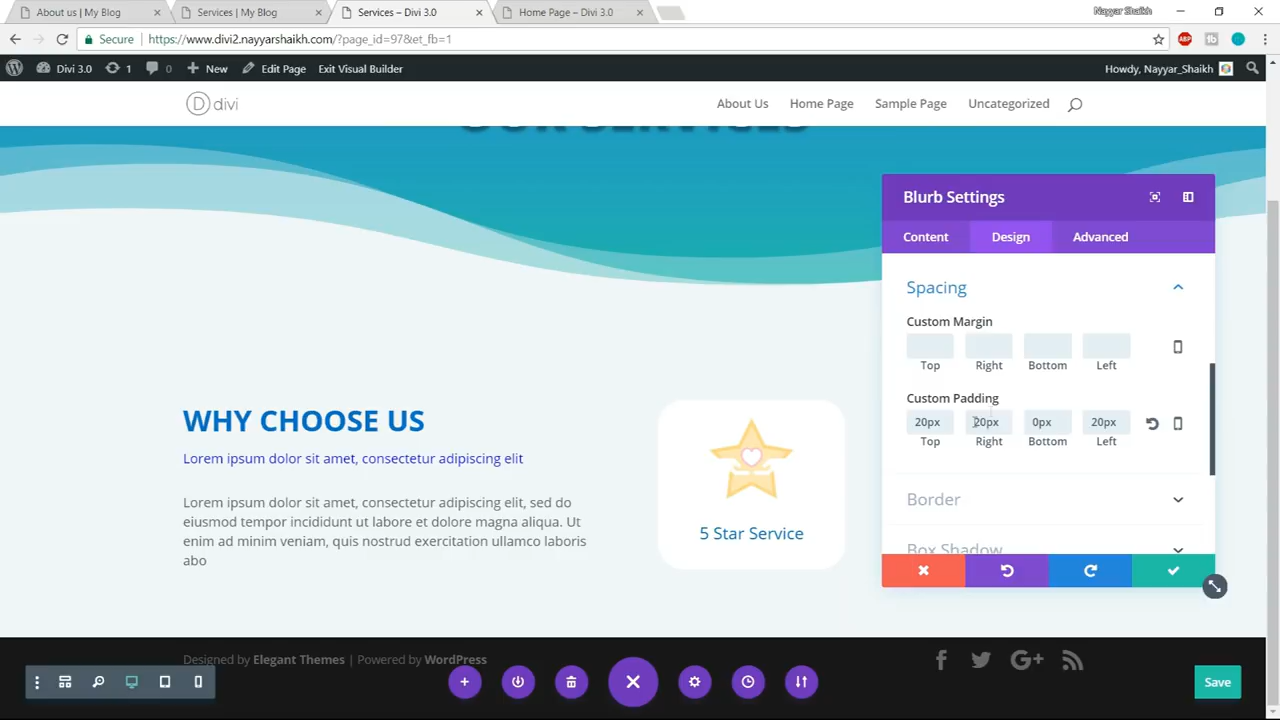 About us | My Blog
Services | My Blog
Services – Divi 3.0
Home Page – Divi 3.0
Nayyar Shaikh
Secure
https://www.divi2.nayyarshaikh.com/?page_id=97&et_fb=1
Divi 3.0
1
0
New
Edit Page
Exit Visual Builder
Howdy, Nayyar_Shaikh
divi
About Us
Home Page
Sample Page
Uncategorized
OUR SERVICES
Blurb Settings
Content
Design
Advanced
Spacing
Custom Margin
Top
Right
Bottom
Left
Custom Padding
20px
20px
0px
20px
Top
Right
Bottom
Left
Border
Box Shadow
WHY CHOOSE US
Lorem ipsum dolor sit amet, consectetur adipiscing elit
Lorem ipsum dolor sit amet, consectetur adipiscing elit, sed do
eiusmod tempor incididunt ut labore et dolore magna aliqua. Ut
enim ad minim veniam, quis nostrud exercitation ullamco laboris
abo
5 Star Service
Designed by Elegant Themes | Powered by WordPress
Save